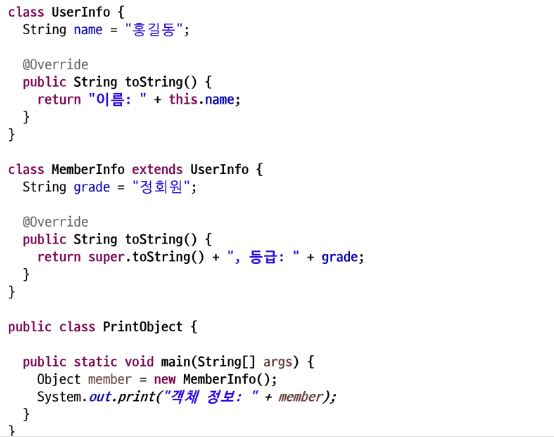 class UserInfo {
  String name = "홍길동";

  @Override
  public String toString() {
    return "이름: " + this.name;
  }
}

class MemberInfo extends UserInfo {
  String grade = "정회원";

  @Override
  public String toString() {
    return super.toString() + ", 등급: " + grade;
  }
}

public class PrintObject {

  public static void main(String[] args) {
    Object member = new MemberInfo();
    System.out.print("객체 정보: " + member);
  }
}